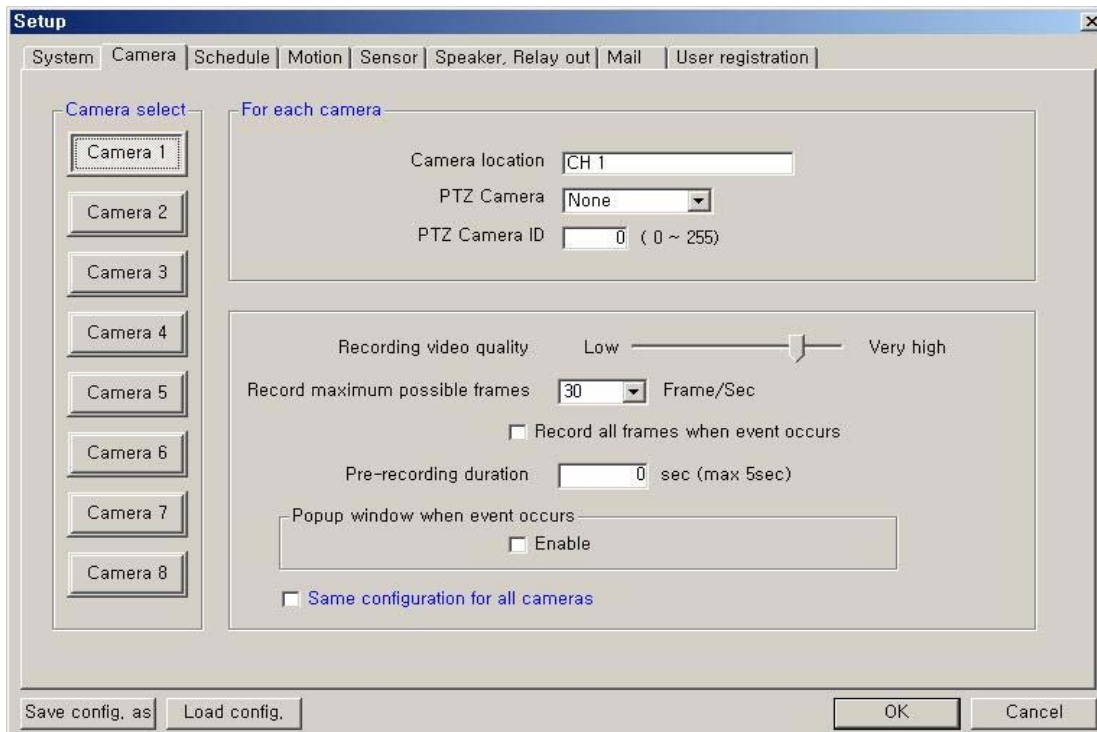 Setup
System Camera Schedule Motion Sensor Speaker, Relay out Mail User registration
Camera select
Camera 1
Camera 2
Camera 3
Camera 4
Camera 5
Camera 6
Camera 7
Camera 8
For each camera
Camera location CH 1
PTZ Camera None
PTZ Camera ID 0 ( 0 ~ 255)
Recording video quality Low Very high
Record maximum possible frames 30 Frame/Sec
Record all frames when event occurs
Pre-recording duration 0 sec (max 5sec)
Popup window when event occurs
Enable
Same configuration for all cameras
Save config, as Load config, OK Cancel